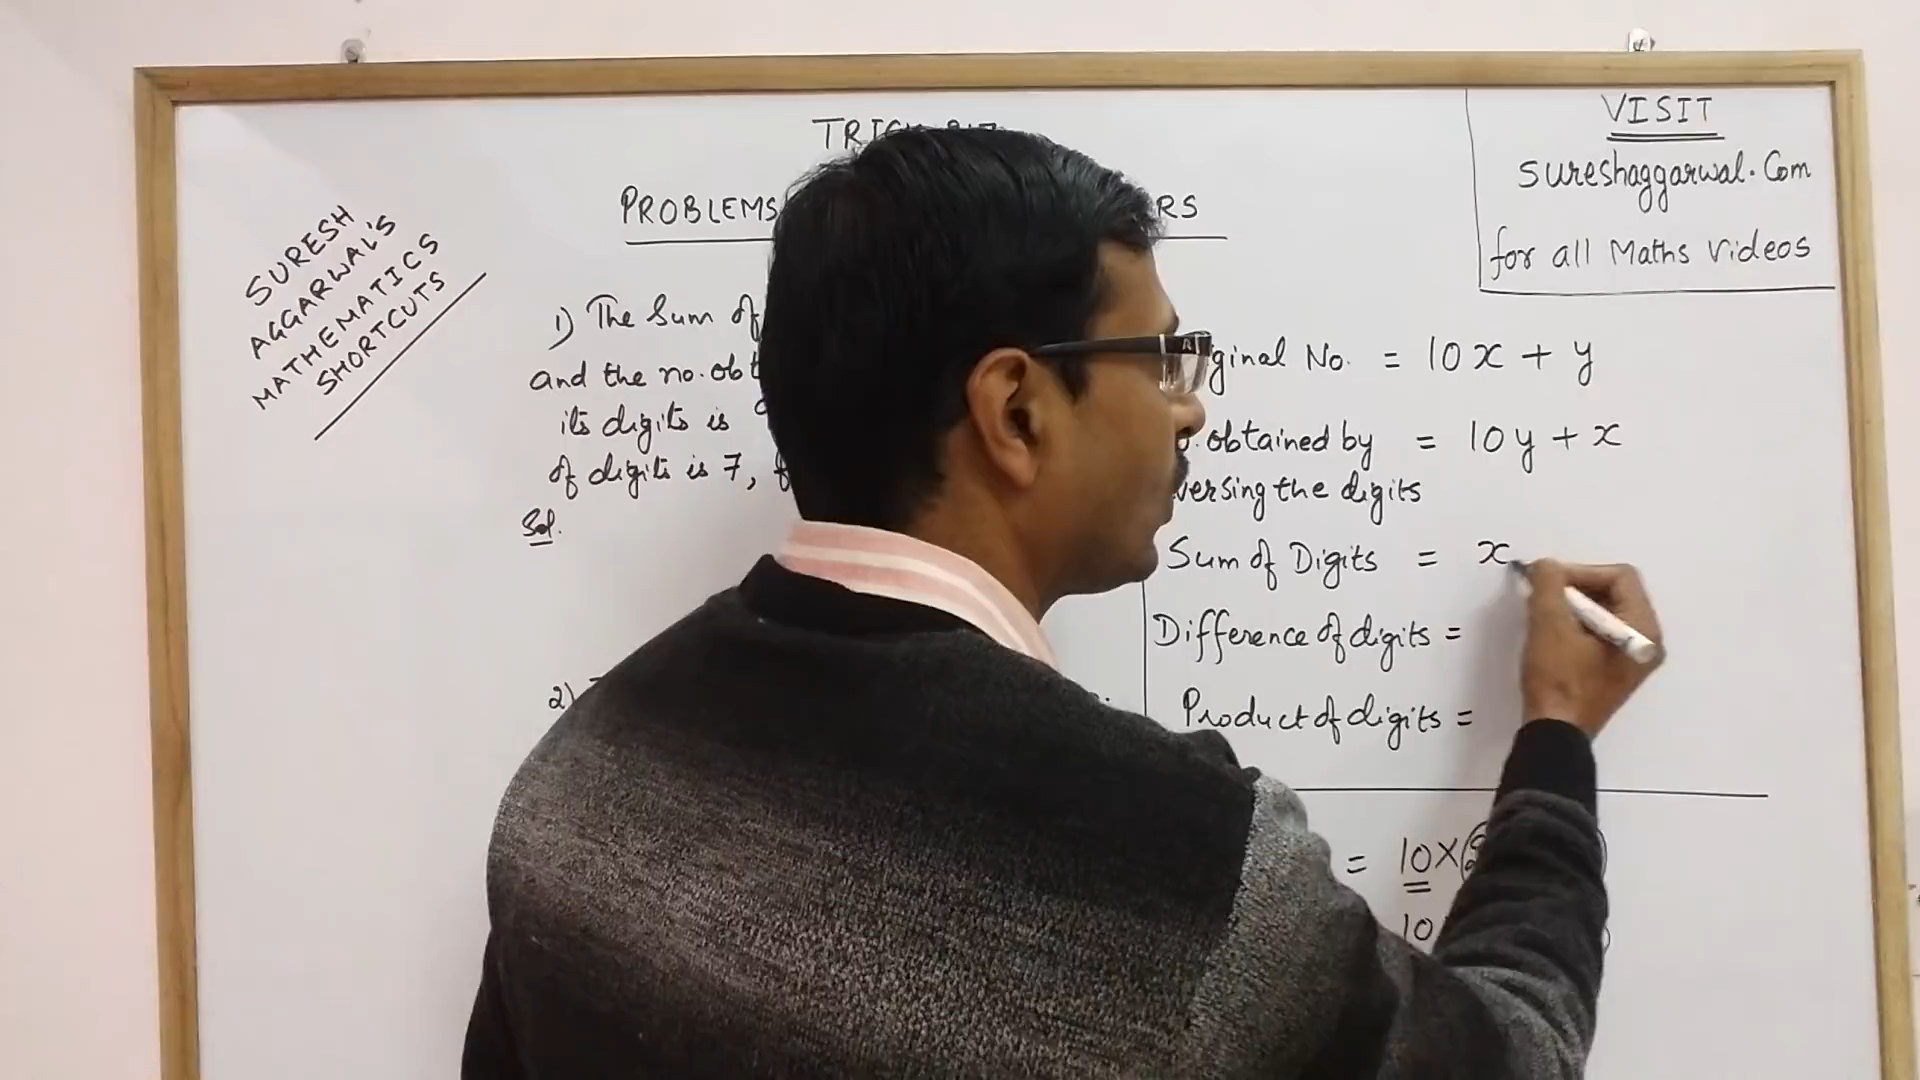 VISIT
sureshaggarwal.Com
for all Maths Videos
SURESH
AGGARWAL'S
MATHEMATICS
SHORTCUTS
PROBLEMS
1) The Sum of
and the no. obt
its digits is
of digits is 7,
Sol.
2)
ginal No. = 10x + y
obtained by = 10y + x
versing the digits
Sum of Digits = x
Difference of digits =
Product of digits =
= 10×(
10